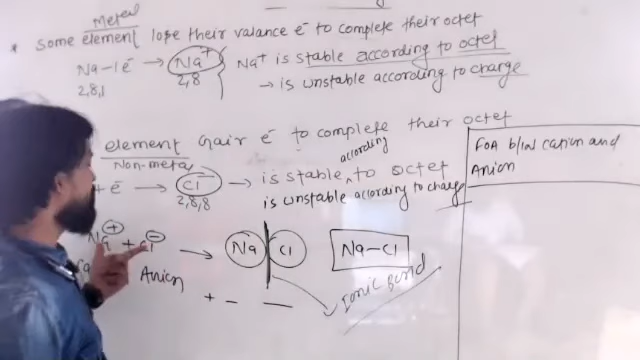 Metal
* some element lose their valance e⁻ to complete their octet
Na-1e⁻ → Na⁺
2,8,1
2,8
Na⁺ is stable according to octet
→ is unstable according to charge
element Gain e⁻ to complete their octet
Non-metal
+ e⁻ → Cl⁻ → is stable according to octet
2,8,8
is unstable according to charge
Na⊕ + Cl⊖ → Na Cl
Na-Cl
Anion
+ -
Ionic Bond
FOA b/w cation and
Anion